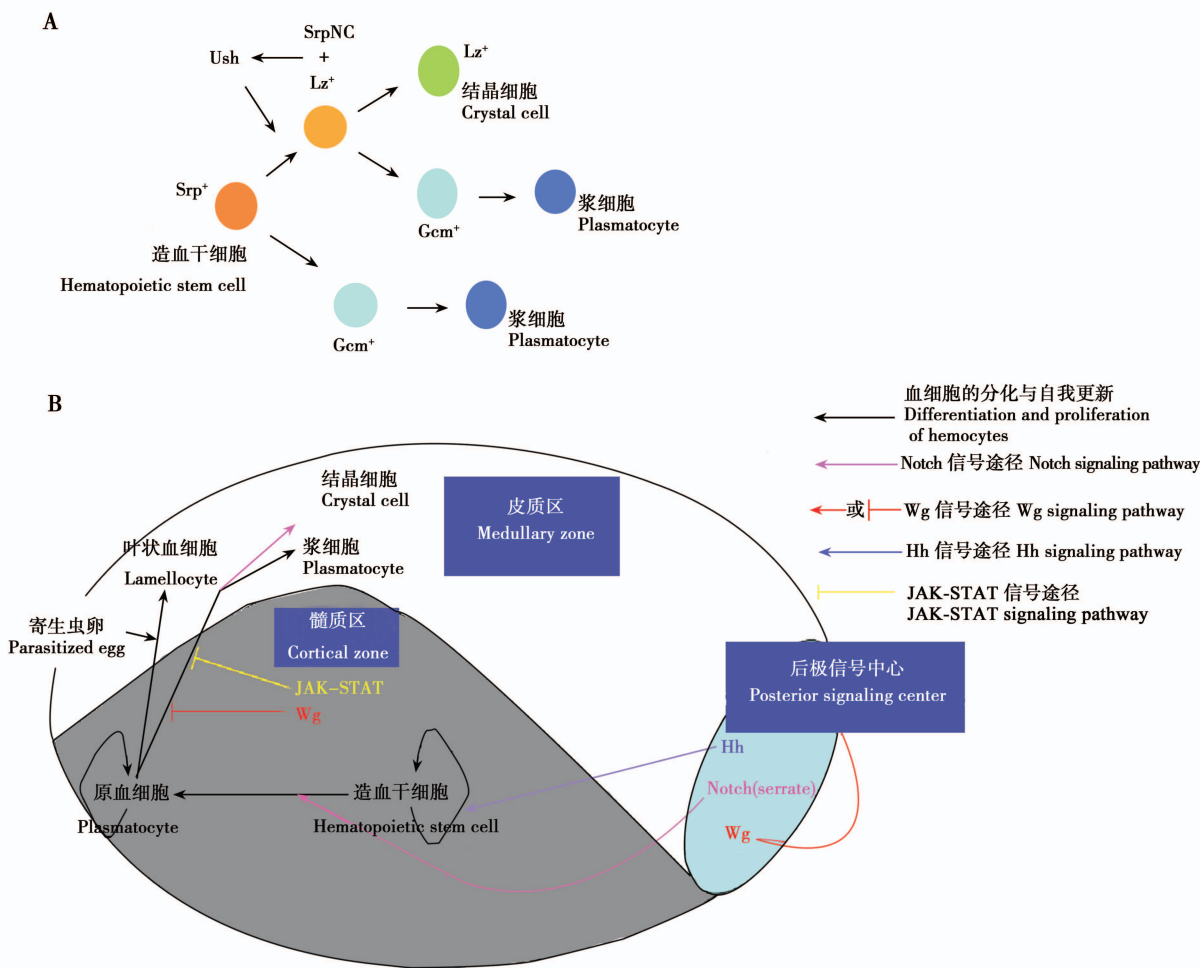 A
SrpNC
+
Lz⁺
Ush
Lz⁺
结晶细胞
Crystal cell
Srp⁺
造血干细胞
Hematopoietic stem cell
Gcm⁺
浆细胞
Plasmatocyte
Gcm⁺
浆细胞
Plasmatocyte
B
血细胞的分化与自我更新
Differentiation and proliferation
of hemocytes
Notch 信号途径 Notch signaling pathway
或
Wg 信号途径 Wg signaling pathway
Hh 信号途径 Hh signaling pathway
JAK-STAT 信号途径
JAK-STAT signaling pathway
结晶细胞
Crystal cell
皮质区
Medullary zone
叶状血细胞
Lamellocyte
浆细胞
Plasmatocyte
寄生虫卵
Parasitized egg
髓质区
Cortical zone
JAK-STAT
Wg
后极信号中心
Posterior signaling center
Hh
Notch(serrate)
Wg
原血细胞
Plasmatocyte
造血干细胞
Hematopoietic stem cell